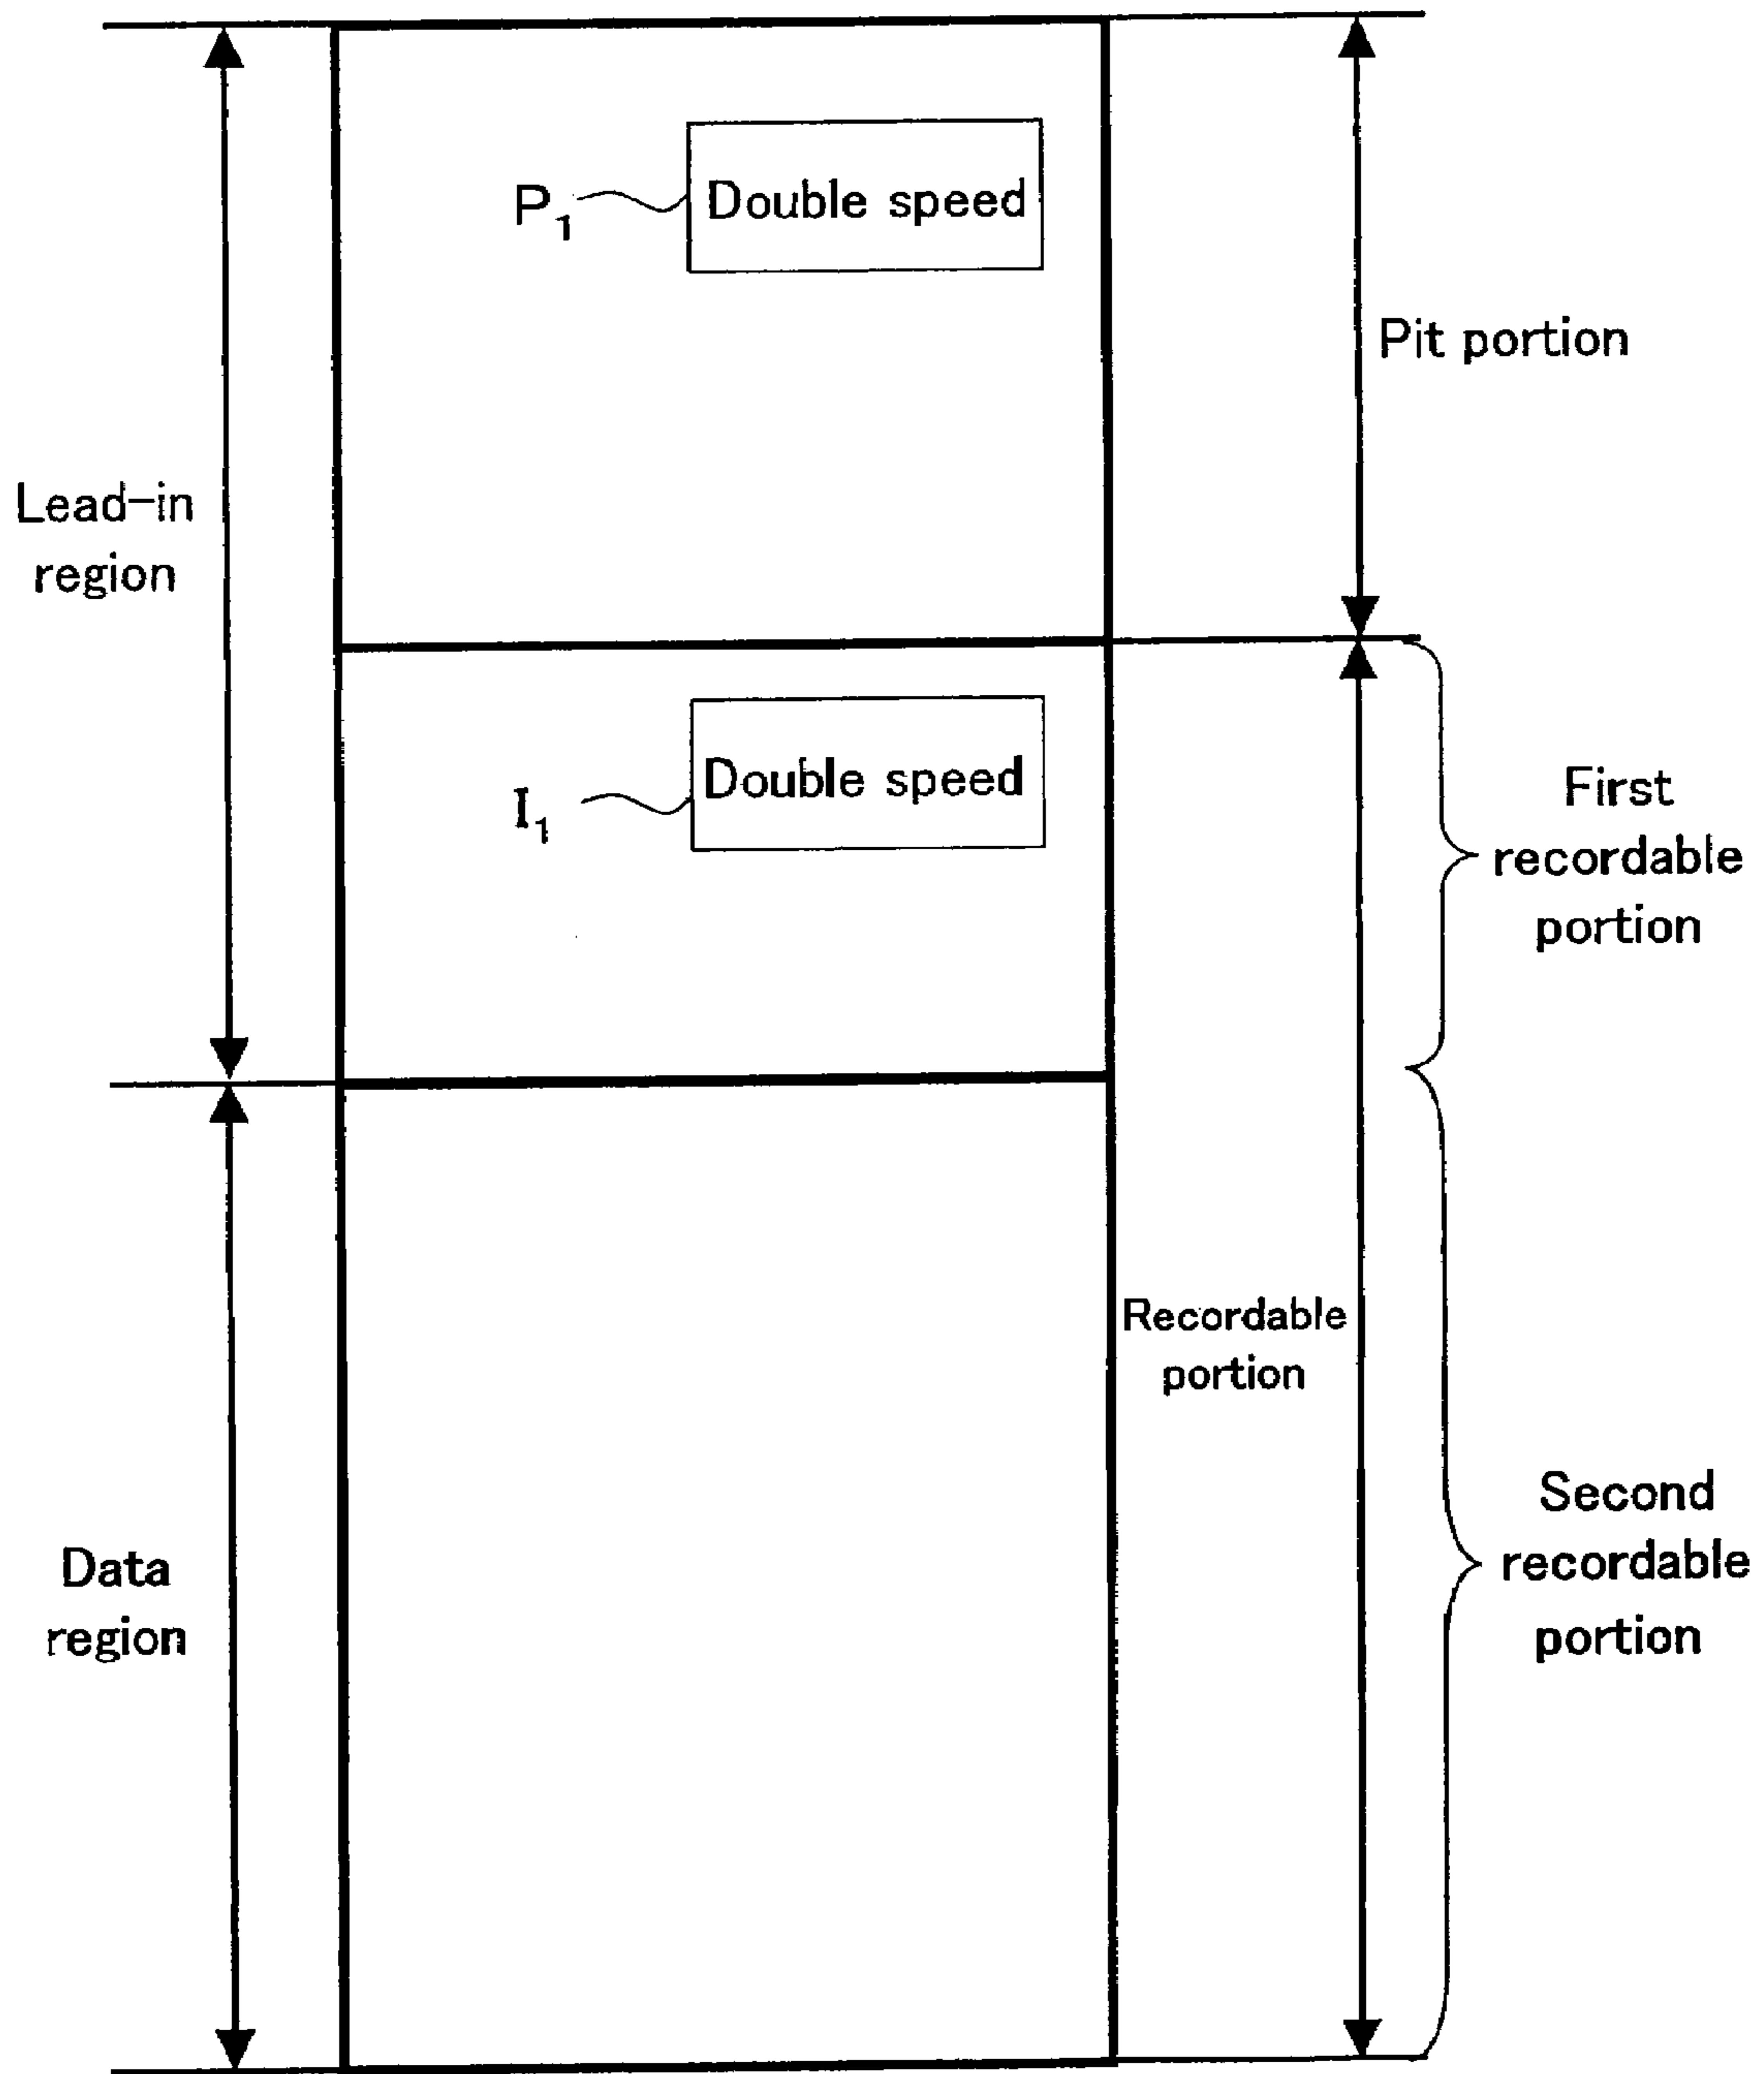 P1
Double speed
Pit portion
Lead-in
region
I1
Double speed
First
recordable
portion
Recordable
portion
Data
region
Second
recordable
portion